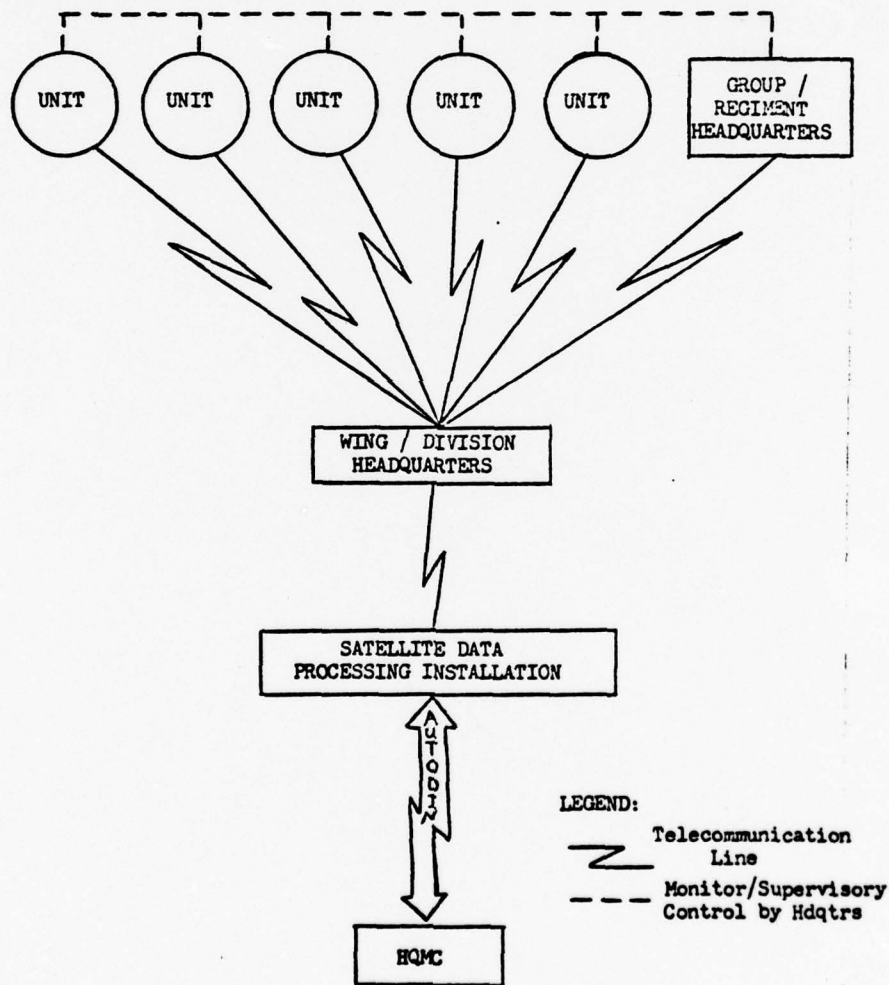 UNIT
UNIT
UNIT
UNIT
UNIT
GROUP /
REGIMENT
HEADQUARTERS
WING / DIVISION
HEADQUARTERS
SATELLITE DATA
PROCESSING INSTALLATION
AUTODIN
HQMC
LEGEND:
Telecommunication
Line
Monitor/Supervisory
Control by Hdqtrs